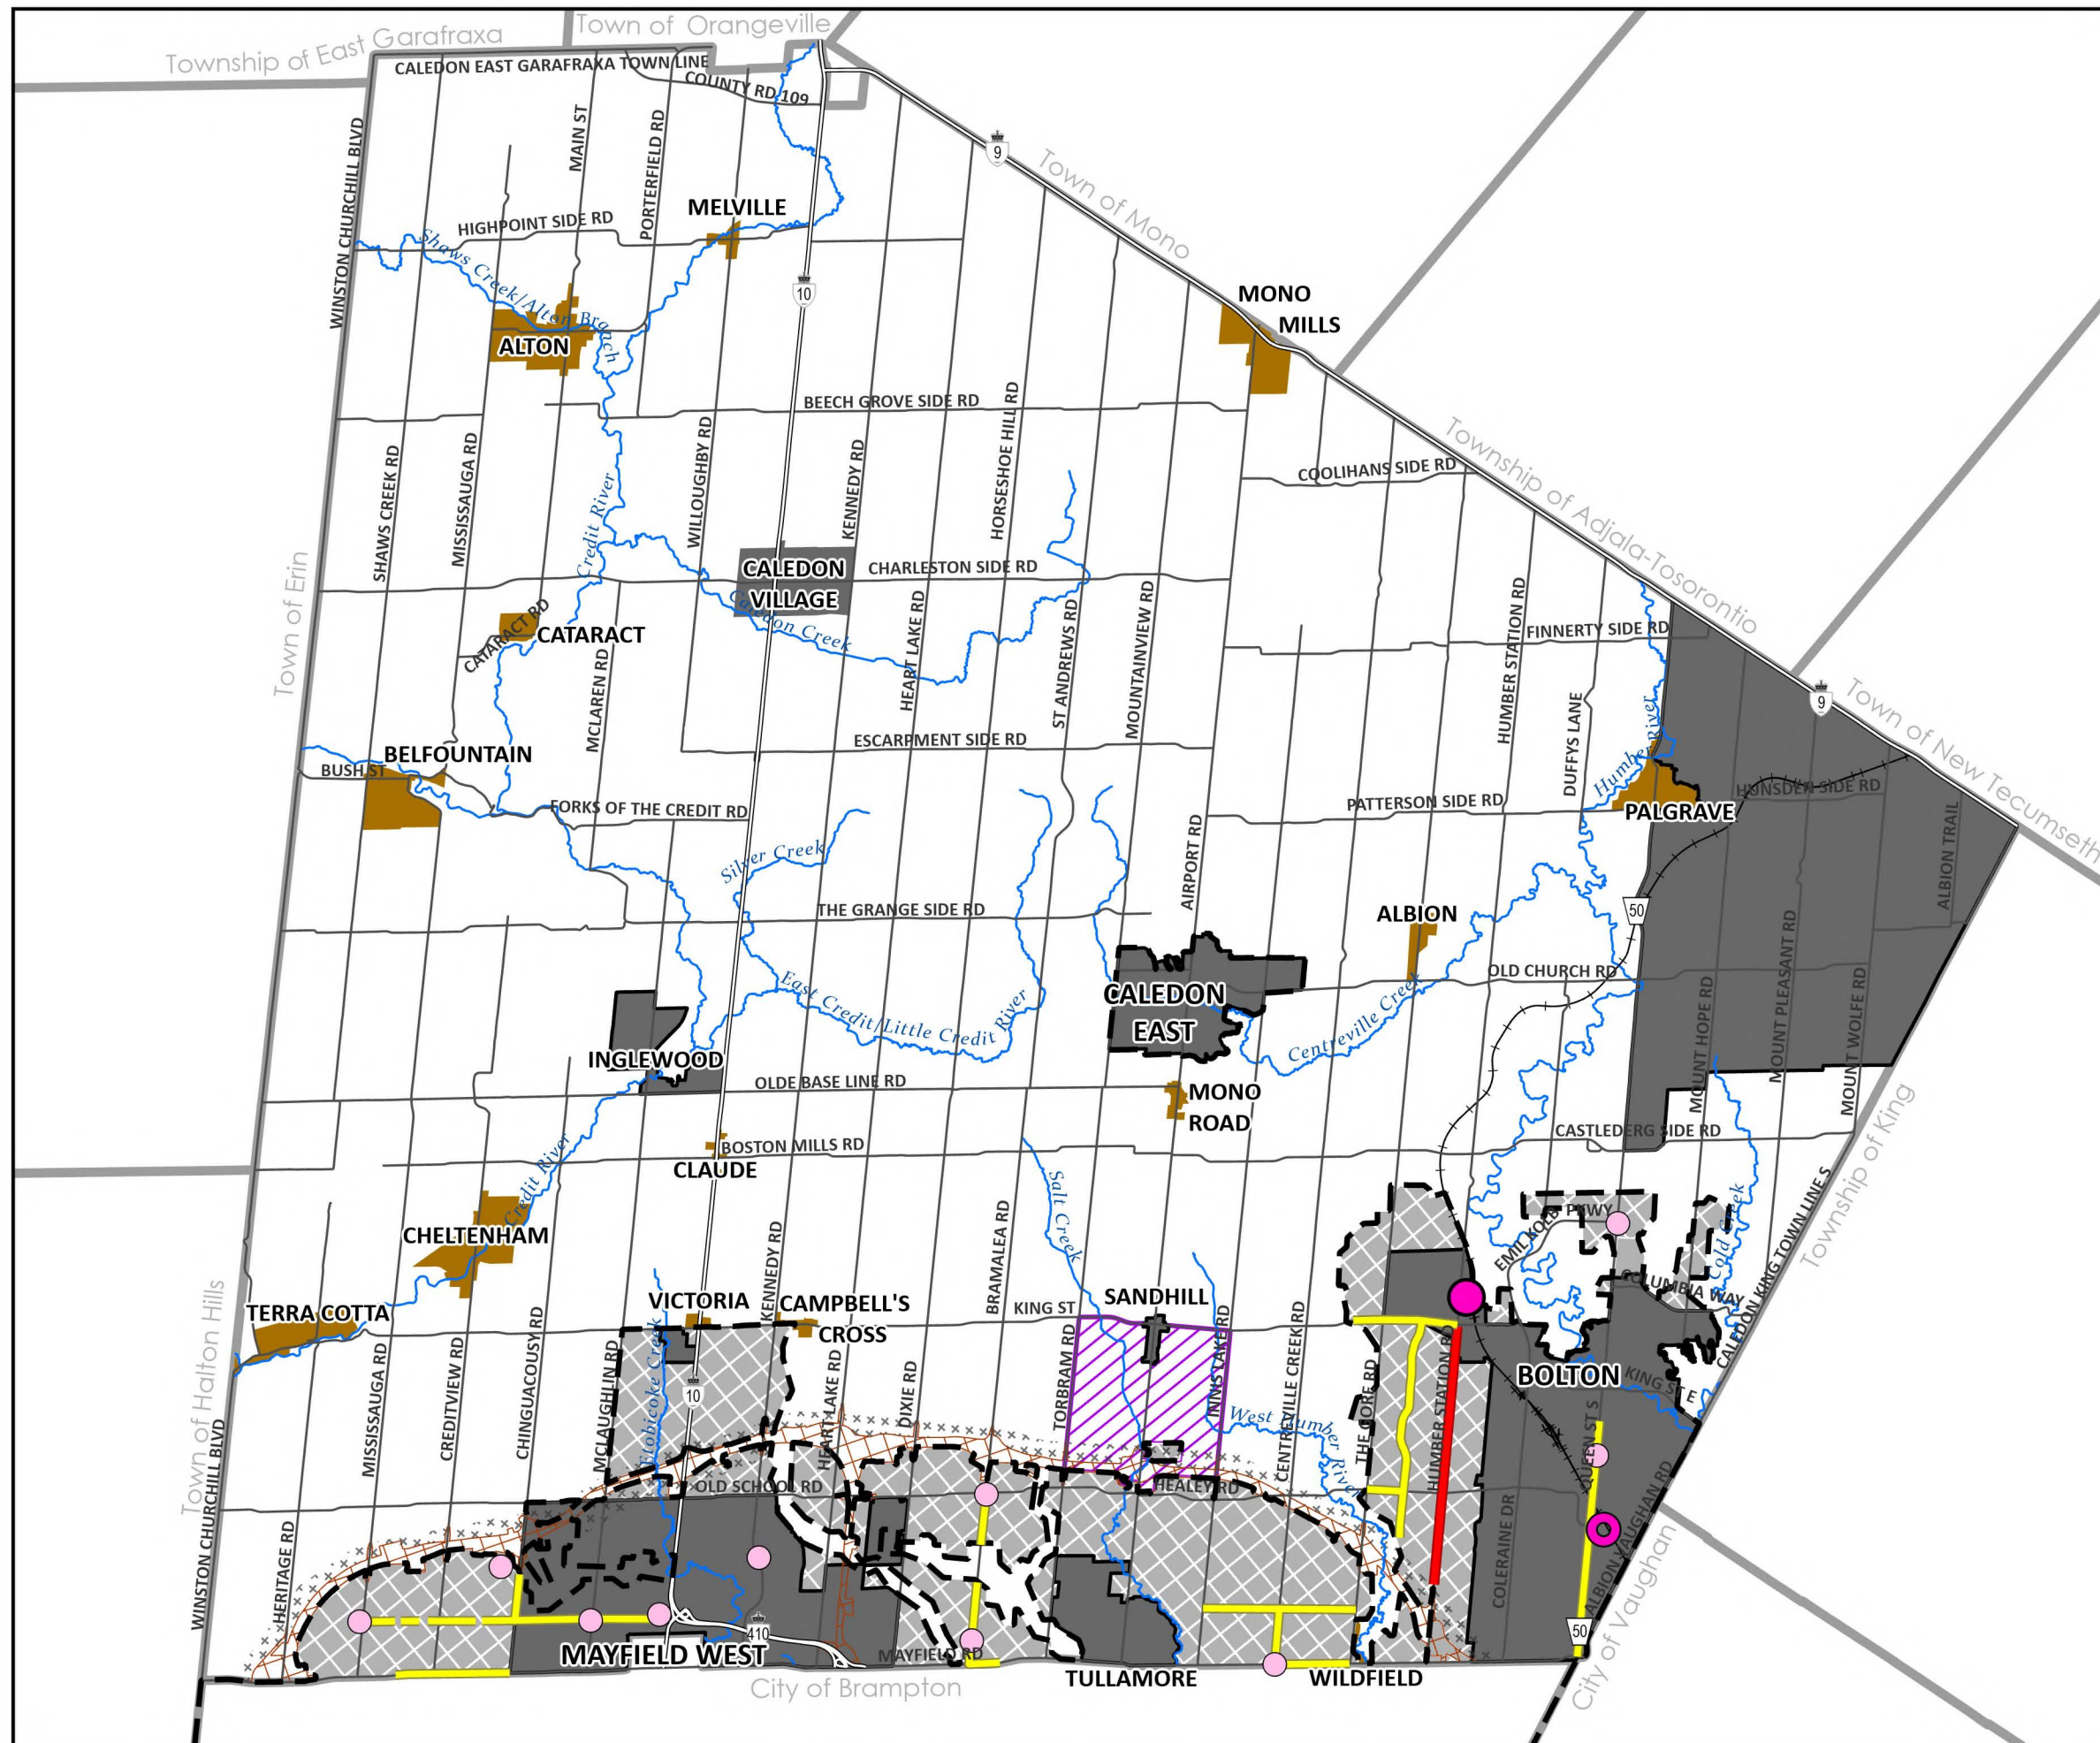 Township of East Garafraxa
Town of Orangeville
CALEDON EAST GARAFRAXA TOWN LINE
COUNTY RD 109
WINSTON CHURCHILL BLVD
MAIN ST
PORTERFIELD RD
9
Town of Mono
MELVILLE
HIGHPOINT SIDE RD
Shaws Creek/Alton Branch
10
MONO
MILLS
ALTON
BEECH GROVE SIDE RD
HORSESHOE HILL RD
SHAWS CREEK RD
MISSISSAUGA RD
WILLOUGHBY RD
KENNEDY RD
COOLIHANS SIDE RD
Township of Adjala-Tosorontio
Credit River
CALEDON
VILLAGE
CHARLESTON SIDE RD
Caledon Creek
Town of Erin
CATARACT RD
CATARACT
MCLAREN RD
HEART LAKE RD
ST ANDREWS RD
MOUNTAINVIEW RD
HUMBER STATION RD
FINNERTY SIDE RD
DUFFYS LANE
Humber River
9
Town of New Tecumseth
ESCARPMENT SIDE RD
BELFOUNTAIN
BUSH ST
FORKS OF THE CREDIT RD
PATTERSON SIDE RD
PALGRAVE
HUNSDEN SIDE RD
ALBION TRAIL
Silver Creek
AIRPORT RD
THE GRANGE SIDE RD
ALBION
50
MOUNT PLEASANT RD
OLD CHURCH RD
CALEDON
EAST
Centreville Creek
East Credit/Little Credit River
MOUNT HOPE RD
MOUNT WOLFE RD
INGLEWOOD
OLDE BASE LINE RD
MONO
ROAD
CASTLEDERG SIDE RD
BOSTON MILLS RD
CLAUDE
Credit River
Township of King
Salt Creek
CHELTENHAM
KENNEDY RD
BRAMALEA RD
EMIL KOLB PKWY
Cold Creek
CALEDON KING TOWN LINE S
COLUMBIA WAY
TERRA COTTA
VICTORIA
CAMPBELL'S
CROSS
KING ST
SANDHILL
Town of Halton Hills
MISSISSAUGA RD
CREDITVIEW RD
CHINGUACOUSY RD
MCLAUGHLIN RD
Etobicoke Creek
10
HEART LAKE RD
DIXIE RD
TORBRAM RD
INNIS LAKE RD
CENTREVILLE CREEK RD
THE GORE RD
HUMBER STATION RD
BOLTON
KING ST E
QUEEN ST S
West Humber River
OLD SCHOOL RD
HEALEY RD
COLERAINE DR
ALBION VAUGHAN RD
WINSTON CHURCHILL BLVD
HERITAGE RD
410
MAYFIELD WEST
MAYFIELD RD
50
City of Vaughan
City of Brampton
TULLAMORE
WILDFIELD